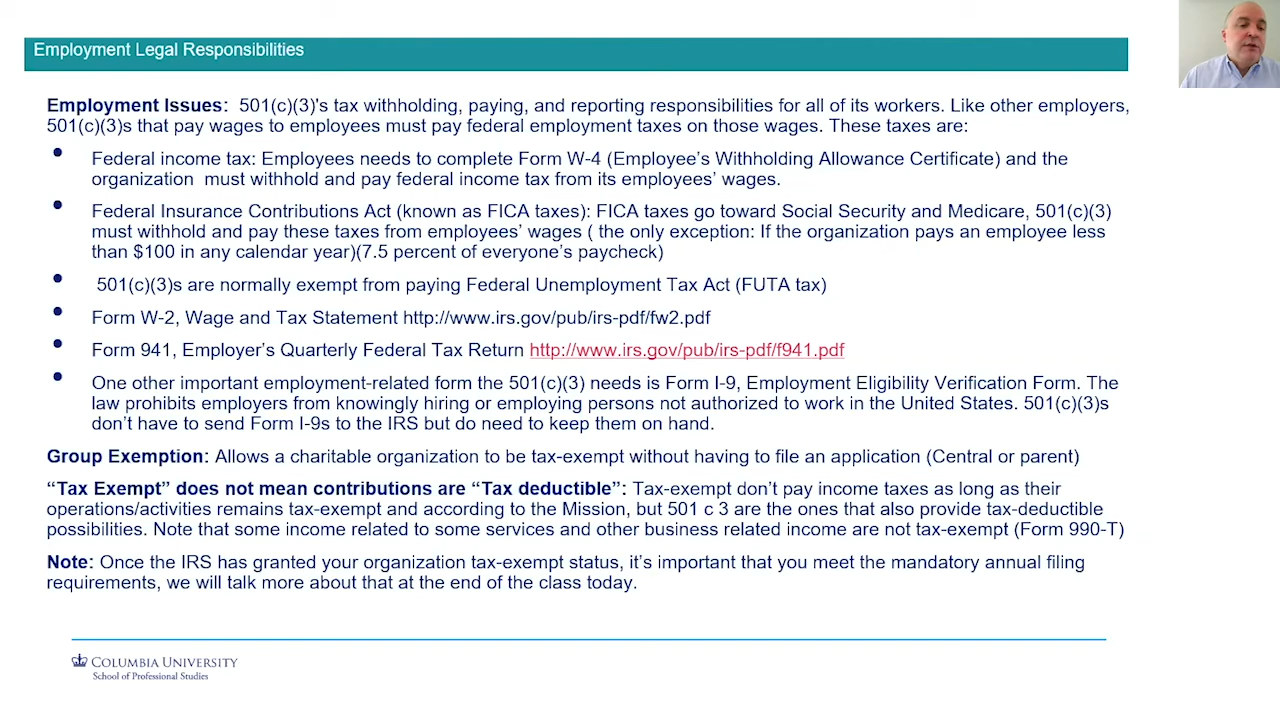 Employment Legal Responsibilities
Employment Issues: 501(c)(3)'s tax withholding, paying, and reporting responsibilities for all of its workers. Like other employers,
501(c)(3)s that pay wages to employees must pay federal employment taxes on those wages. These taxes are:
• Federal income tax: Employees needs to complete Form W-4 (Employee's Withholding Allowance Certificate) and the
organization must withhold and pay federal income tax from its employees' wages.
• Federal Insurance Contributions Act (known as FICA taxes): FICA taxes go toward Social Security and Medicare, 501(c)(3)
must withhold and pay these taxes from employees' wages ( the only exception: If the organization pays an employee less
than $100 in any calendar year)(7.5 percent of everyone's paycheck)
• 501(c)(3)s are normally exempt from paying Federal Unemployment Tax Act (FUTA tax)
• Form W-2, Wage and Tax Statement http://www.irs.gov/pub/irs-pdf/fw2.pdf
• Form 941, Employer's Quarterly Federal Tax Return http://www.irs.gov/pub/irs-pdf/f941.pdf
• One other important employment-related form the 501(c)(3) needs is Form I-9, Employment Eligibility Verification Form. The
law prohibits employers from knowingly hiring or employing persons not authorized to work in the United States. 501(c)(3)s
don't have to send Form I-9s to the IRS but do need to keep them on hand.
Group Exemption: Allows a charitable organization to be tax-exempt without having to file an application (Central or parent)
“Tax Exempt” does not mean contributions are “Tax deductible”: Tax-exempt don't pay income taxes as long as their
operations/activities remains tax-exempt and according to the Mission, but 501 c 3 are the ones that also provide tax-deductible
possibilities. Note that some income related to some services and other business related income are not tax-exempt (Form 990-T)
Note: Once the IRS has granted your organization tax-exempt status, it's important that you meet the mandatory annual filing
requirements, we will talk more about that at the end of the class today.
COLUMBIA UNIVERSITY
School of Professional Studies